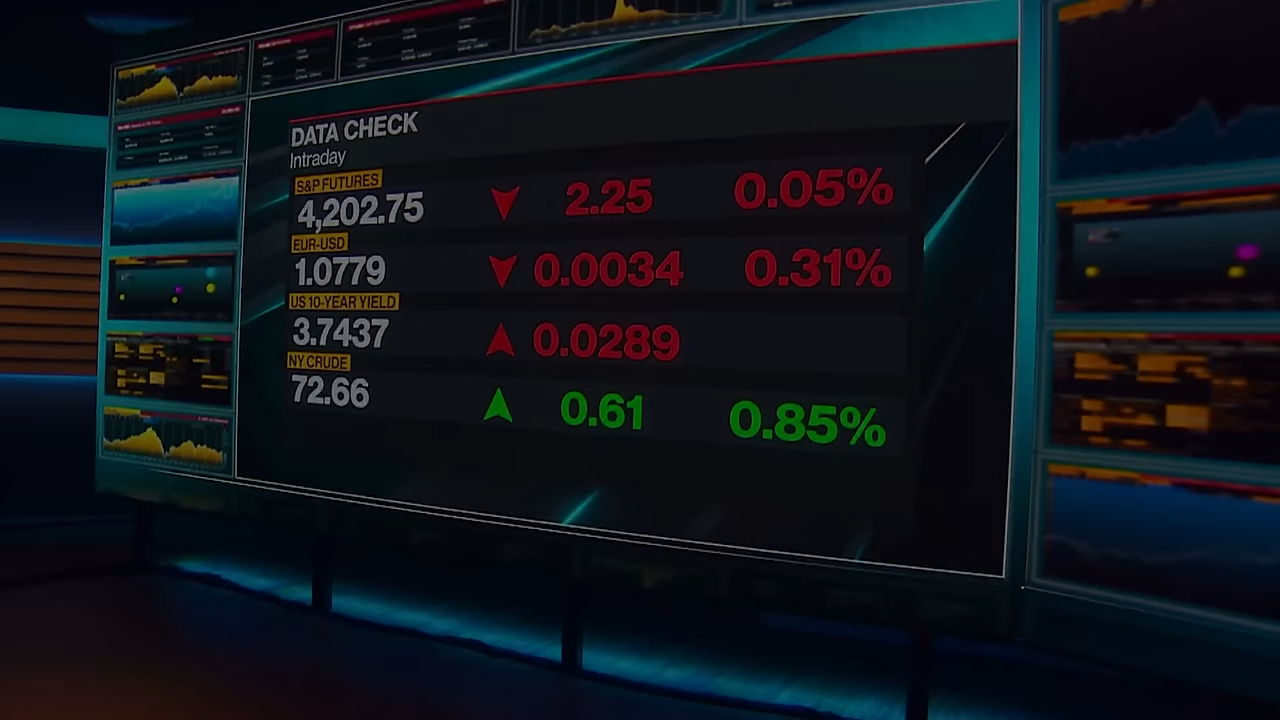 DATA CHECK
Intraday
S&P FUTURES
4,202.75 2.25 0.05%
EUR-USD
1.0779 0.0034 0.31%
US 10-YEAR YIELD
3.7437 0.0289
NY CRUDE
72.66 0.61 0.85%